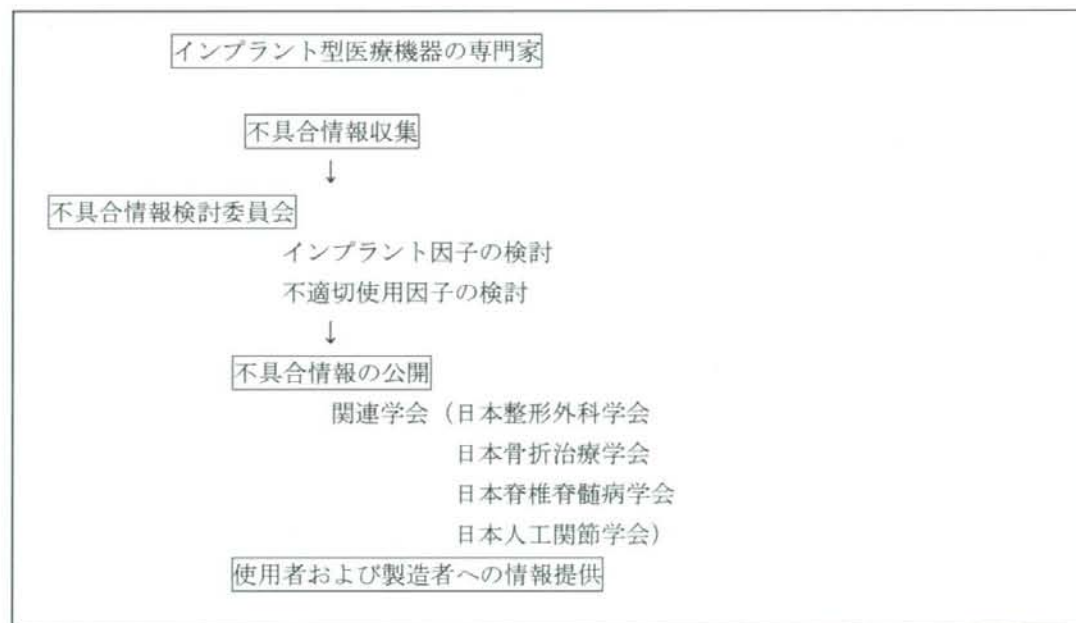 インプラント型医療機器の専門家
不具合情報収集
↓
不具合情報検討委員会
インプラント因子の検討
不適切使用因子の検討
↓
不具合情報の公開
関連学会（日本整形外科学会
日本骨折治療学会
日本脊椎脊髄病学会
日本人工関節学会）
使用者および製造者への情報提供